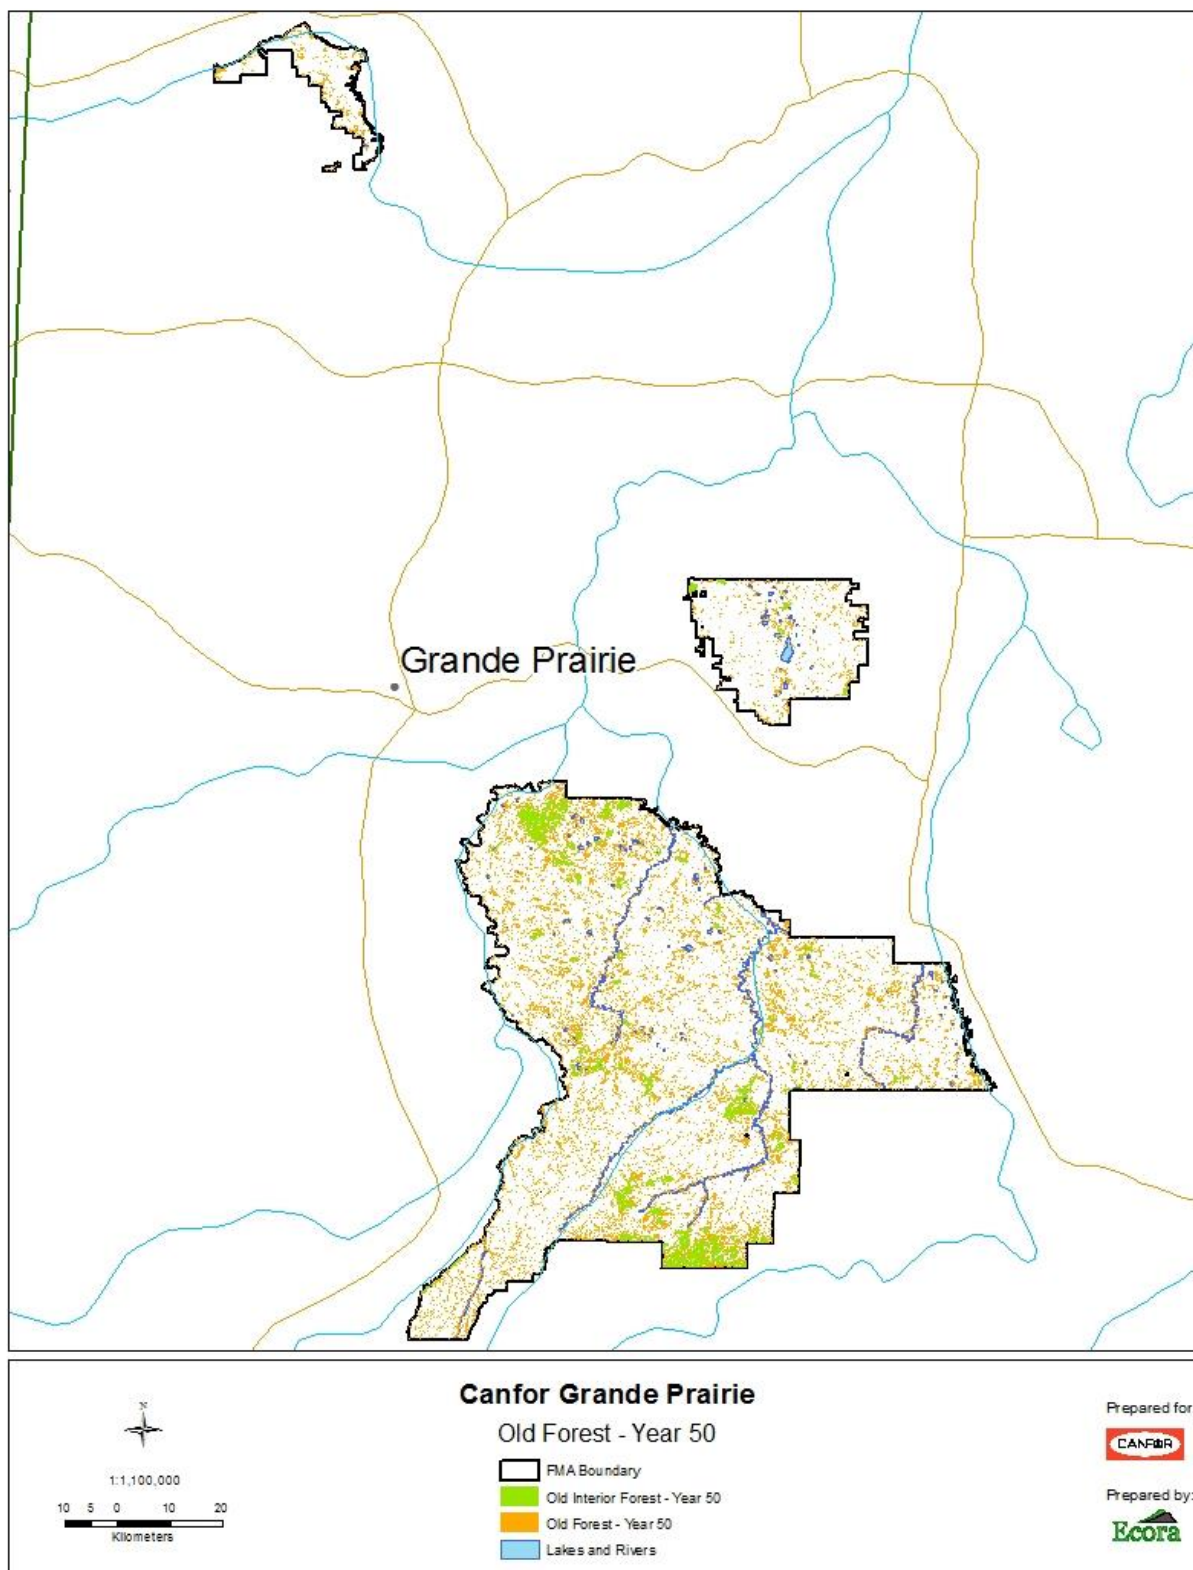 Grande Prairie
Canfor Grande Prairie
Old Forest - Year 50
N
1:1,100,000
10 5 0 10 20
Kilometers
FMA Boundary
Old Interior Forest - Year 50
Old Forest - Year 50
Lakes and Rivers
Prepared for
CANFOR
Prepared by:
Ecora